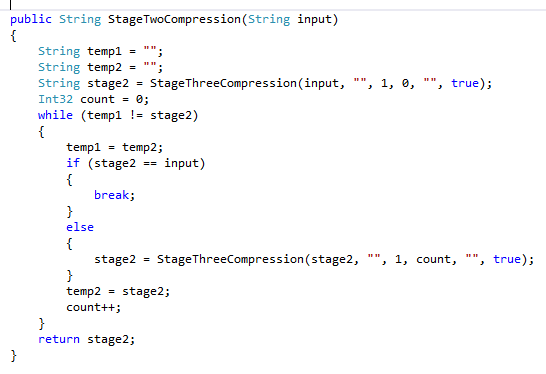 public String StageTwoCompression(String input)
{
    String temp1 = "";
    String temp2 = "";
    String stage2 = StageThreeCompression(input, "", 1, 0, "", true);
    Int32 count = 0;
    while (temp1 != stage2)
    {
        temp1 = temp2;
        if (stage2 == input)
        {
            break;
        }
        else
        {
            stage2 = StageThreeCompression(stage2, "", 1, count, "", true);
        }
        temp2 = stage2;
        count++;
    }
    return stage2;
}